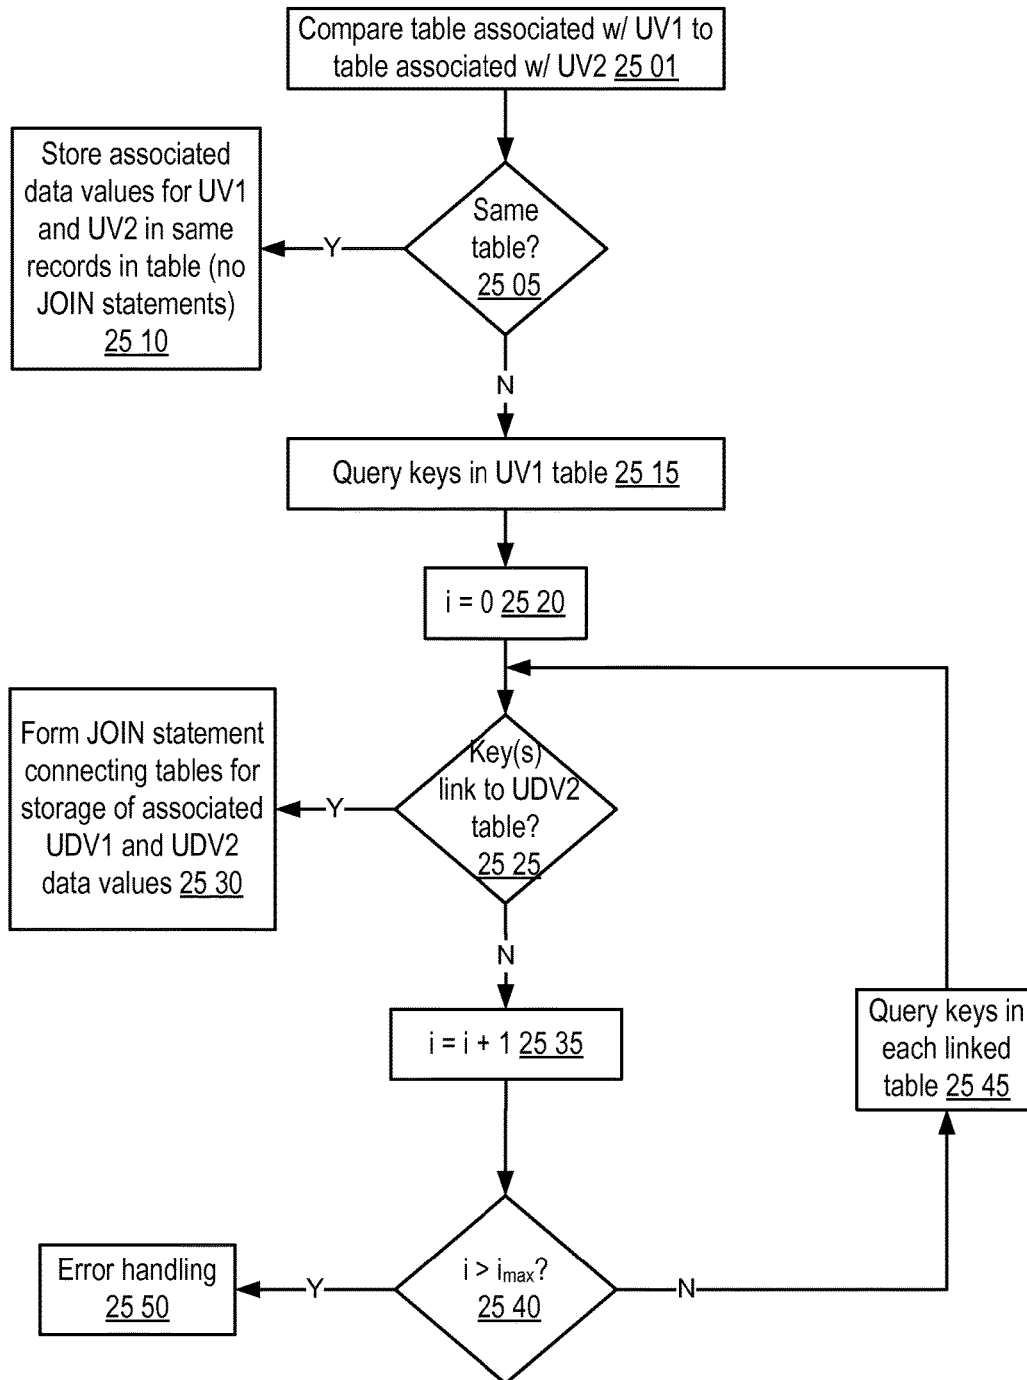 Compare table associated w/ UV1 to
table associated w/ UV2 25 01
Store associated
data values for UV1
and UV2 in same
records in table (no
JOIN statements)
25 10
Y
Same
table?
25 05
N
Query keys in UV1 table 25 15
i = 0 25 20
Form JOIN statement
connecting tables for
storage of associated
UDV1 and UDV2
data values 25 30
Y
Key(s)
link to UDV2
table?
25 25
N
i = i + 1 25 35
Query keys in
each linked
table 25 45
Error handling
25 50
Y
i > imax?
25 40
N